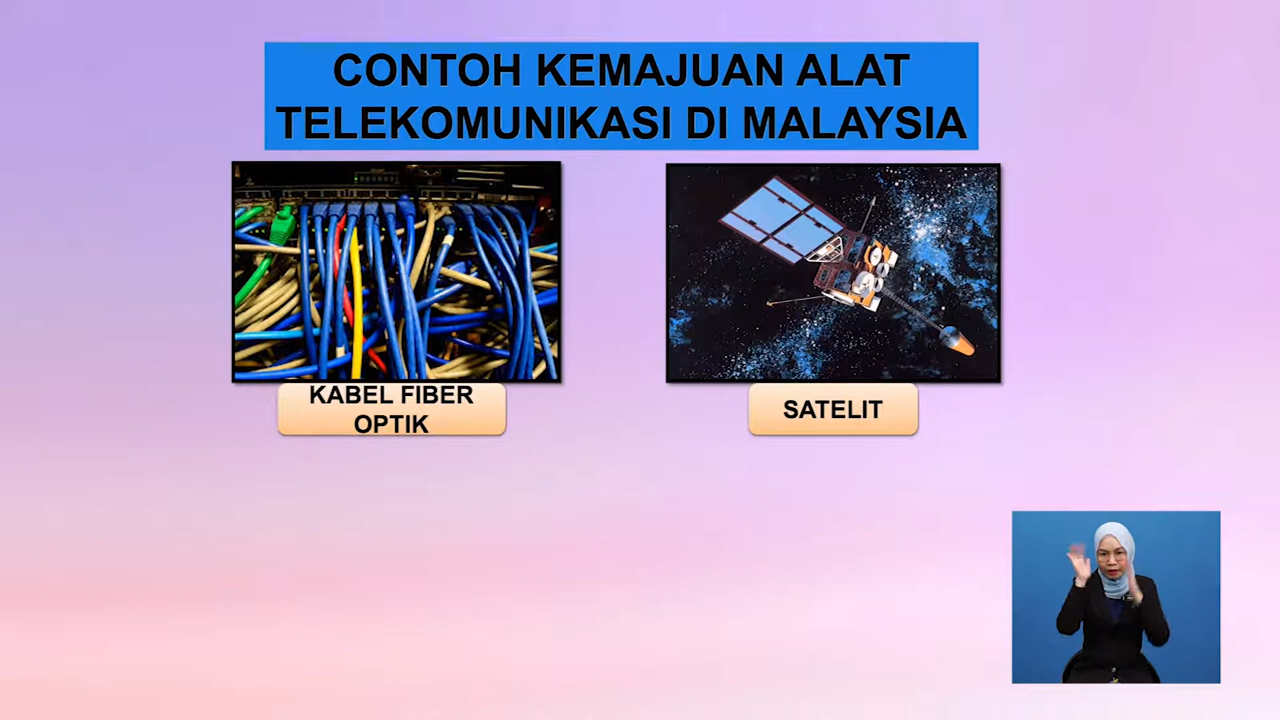 CONTOH KEMAJUAN ALAT
TELEKOMUNIKASI DI MALAYSIA
KABEL FIBER
OPTIK
SATELIT